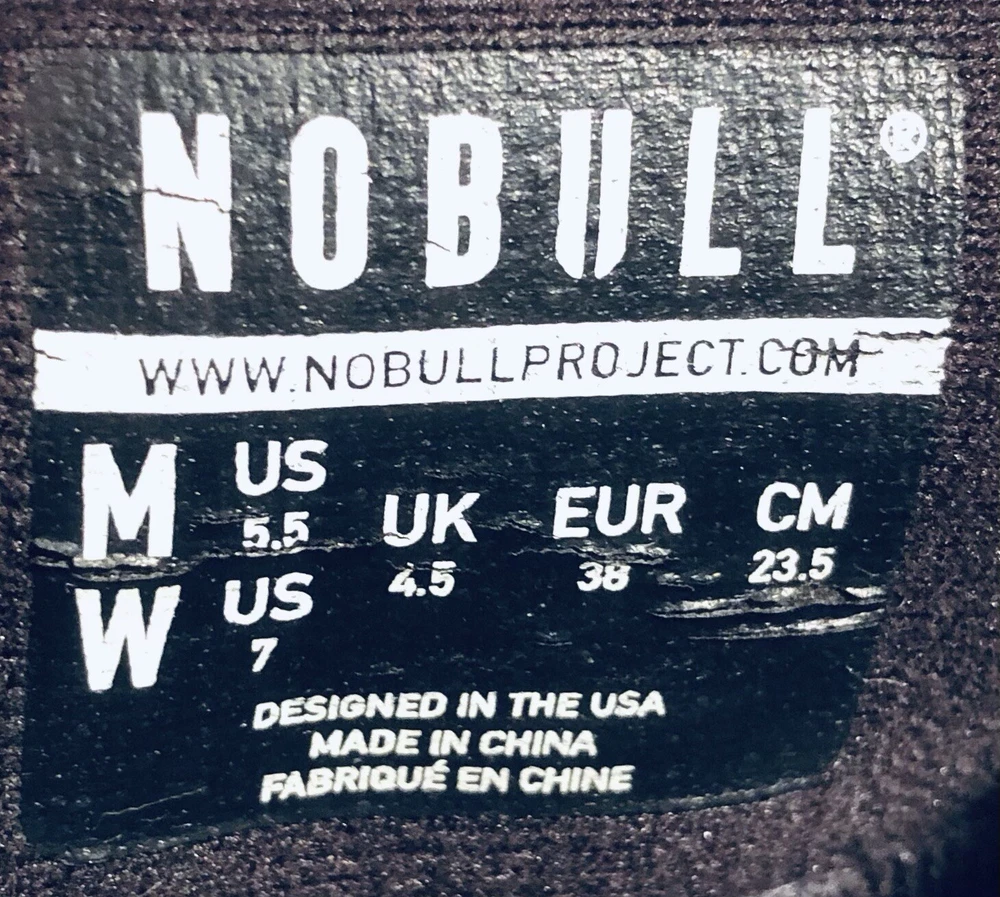 NOBULL®
WWW.NOBULLPROJECT.COM
M US 5.5 UK 4.5 EUR 38 CM 23.5
W US 7
DESIGNED IN THE USA
MADE IN CHINA
FABRIQUÉ EN CHINE